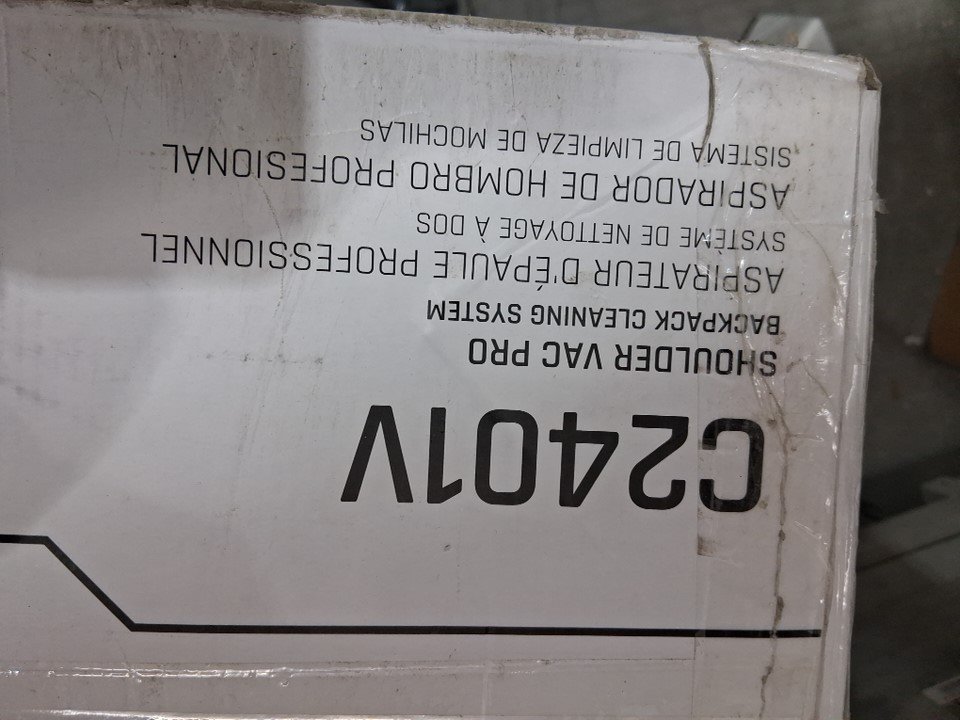 C2401V
SHOULDER VAC PRO
BACKPACK CLEANING SYSTEM
ASPIRATEUR D'ÉPAULE PROFESSIONNEL
SYSTÈME DE NETTOYAGE À DOS
ASPIRADOR DE HOMBRO PROFESIONAL
SISTEMA DE LIMPIEZA DE MOCHILAS